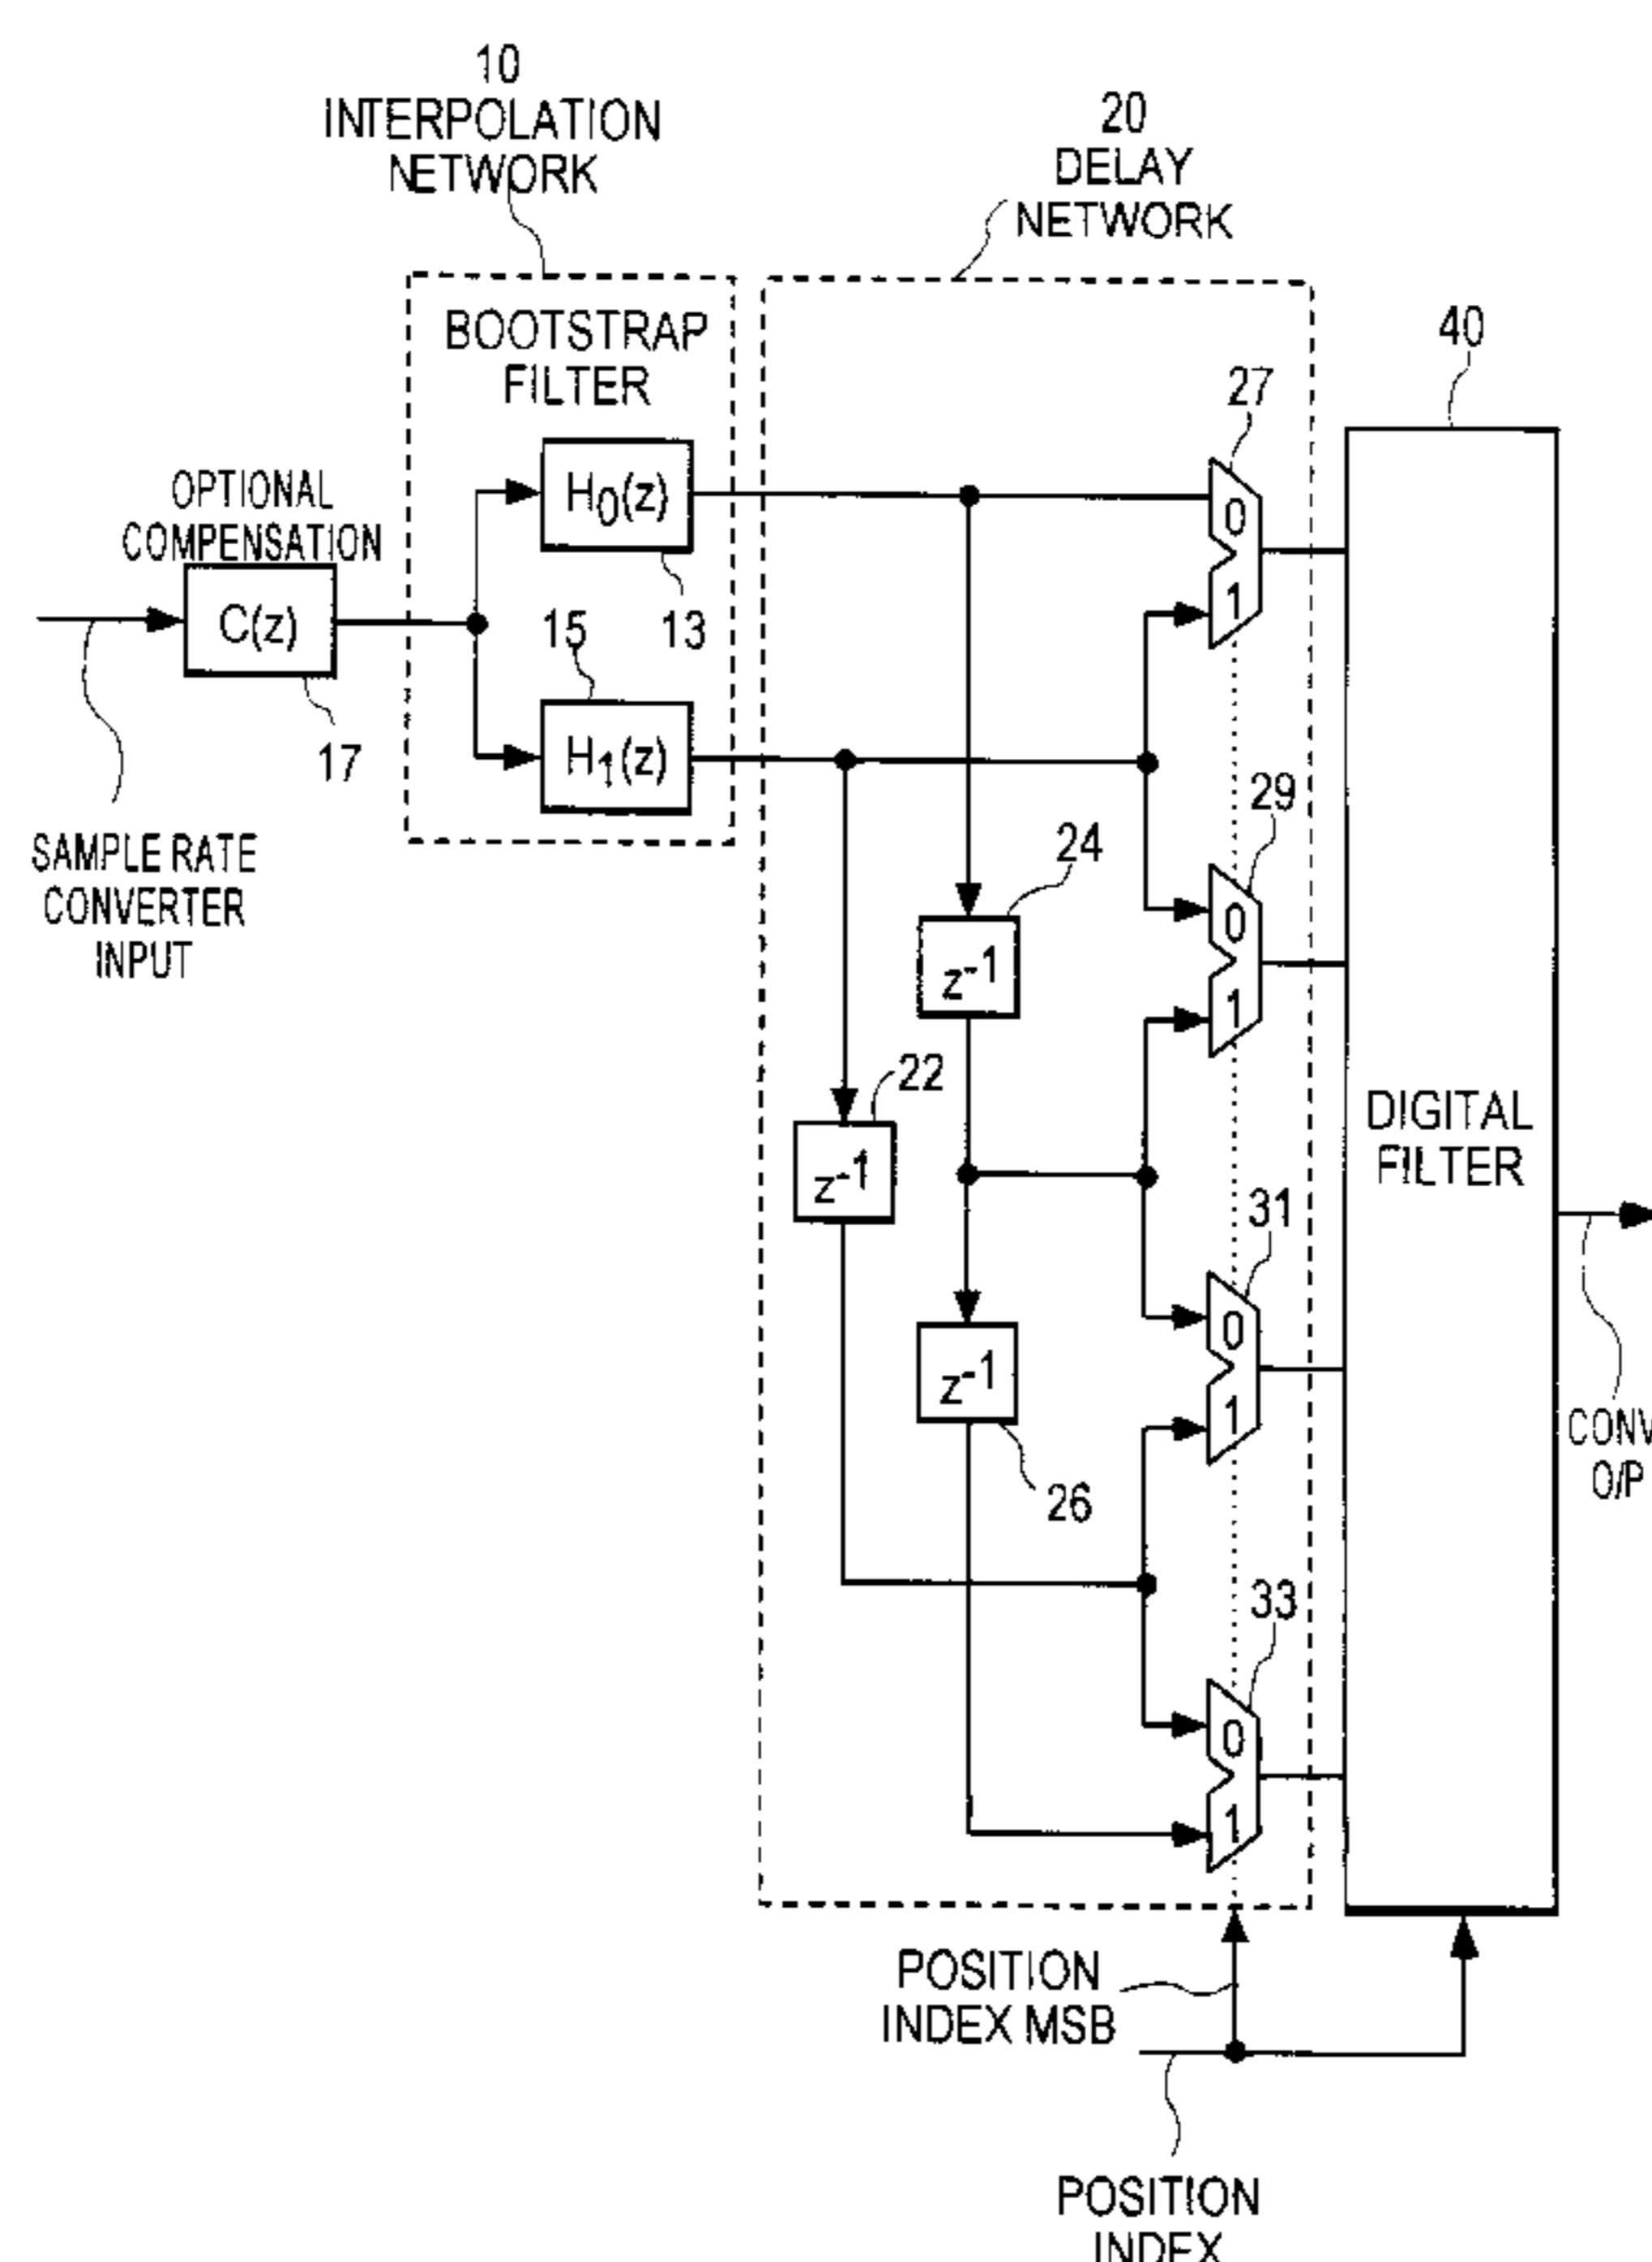 10
INTERPOLATION
NETWORK
20
DELAY
NETWORK
BOOTSTRAP
FILTER
40
27
OPTIONAL
COMPENSATION
H0(z)
0
1
C(z)
15
13
17
H1(z)
29
SAMPLE RATE
CONVERTER
INPUT
24
0
z-1
1
22
DIGITAL
FILTER
z-1
31
0
z-1
1
CONV
O/P
26
33
0
1
POSITION
INDEX MSB
POSITION
INDEX